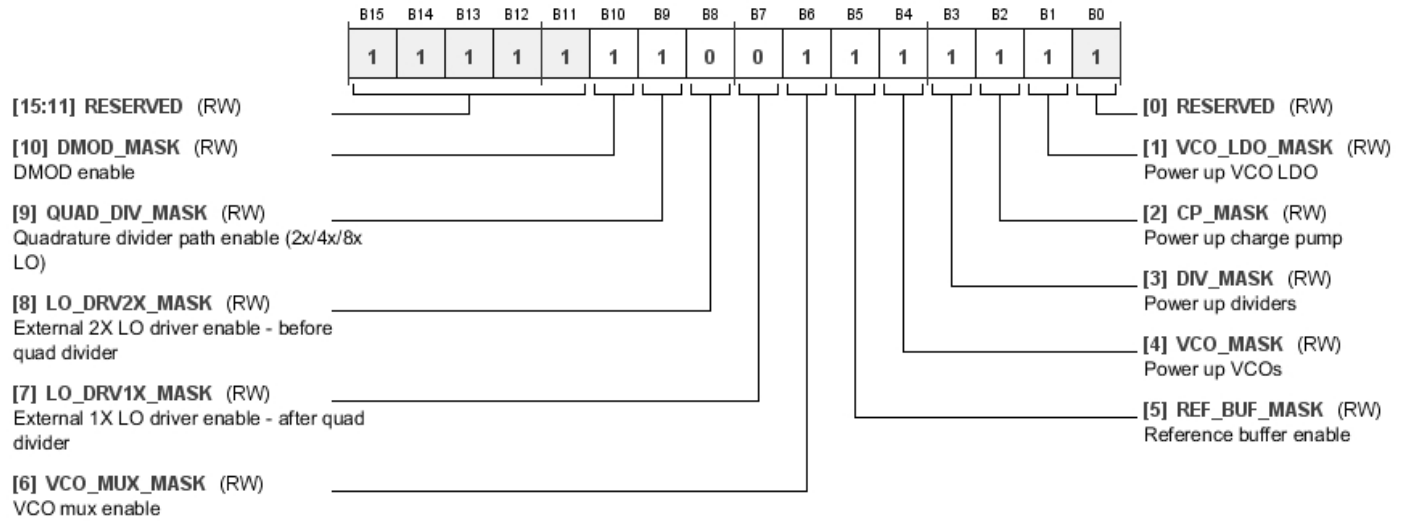 B15 B14 B13 B12 B11 B10 B9 B8 B7 B6 B5 B4 B3 B2 B1 B0
1 1 1 1 1 1 1 0 0 1 1 1 1 1 1 1
[15:11] RESERVED (RW)
[10] DMOD_MASK (RW)
DMOD enable
[9] QUAD_DIV_MASK (RW)
Quadrature divider path enable (2x/4x/8x
LO)
[8] LO_DRV2X_MASK (RW)
External 2X LO driver enable - before
quad divider
[7] LO_DRV1X_MASK (RW)
External 1X LO driver enable - after quad
divider
[6] VCO_MUX_MASK (RW)
VCO mux enable
[0] RESERVED (RW)
[1] VCO_LDO_MASK (RW)
Power up VCO LDO
[2] CP_MASK (RW)
Power up charge pump
[3] DIV_MASK (RW)
Power up dividers
[4] VCO_MASK (RW)
Power up VCOs
[5] REF_BUF_MASK (RW)
Reference buffer enable